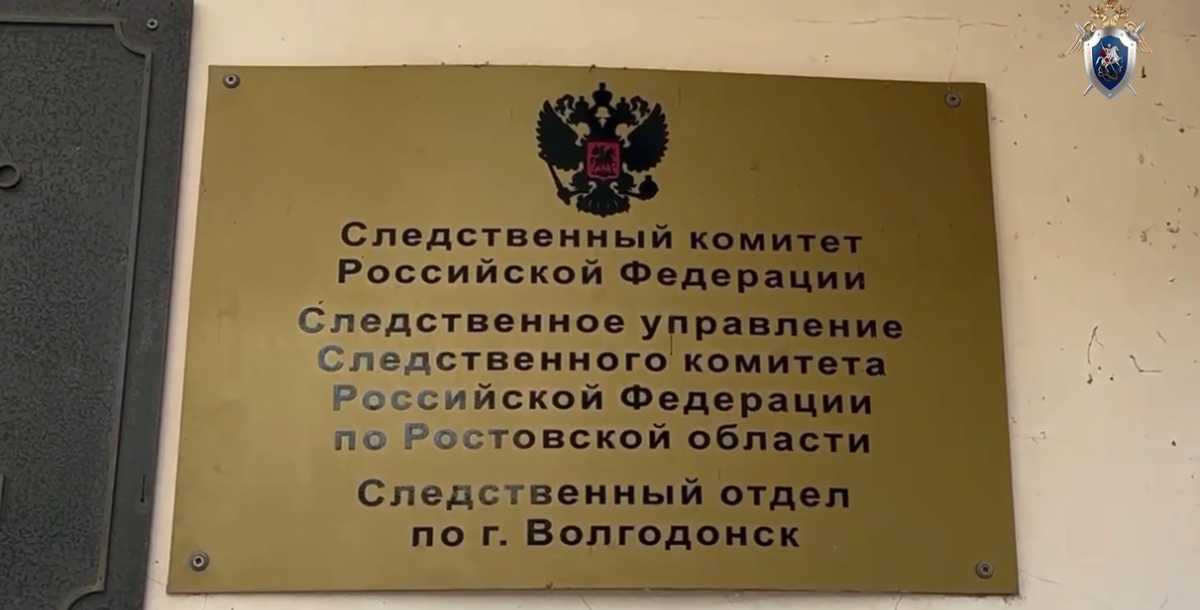 Следственный комитет
Российской Федерации
Следственное управление
Следственного комитета
Российской Федерации
по Ростовской области
Следственный отдел
по г. Волгодонск